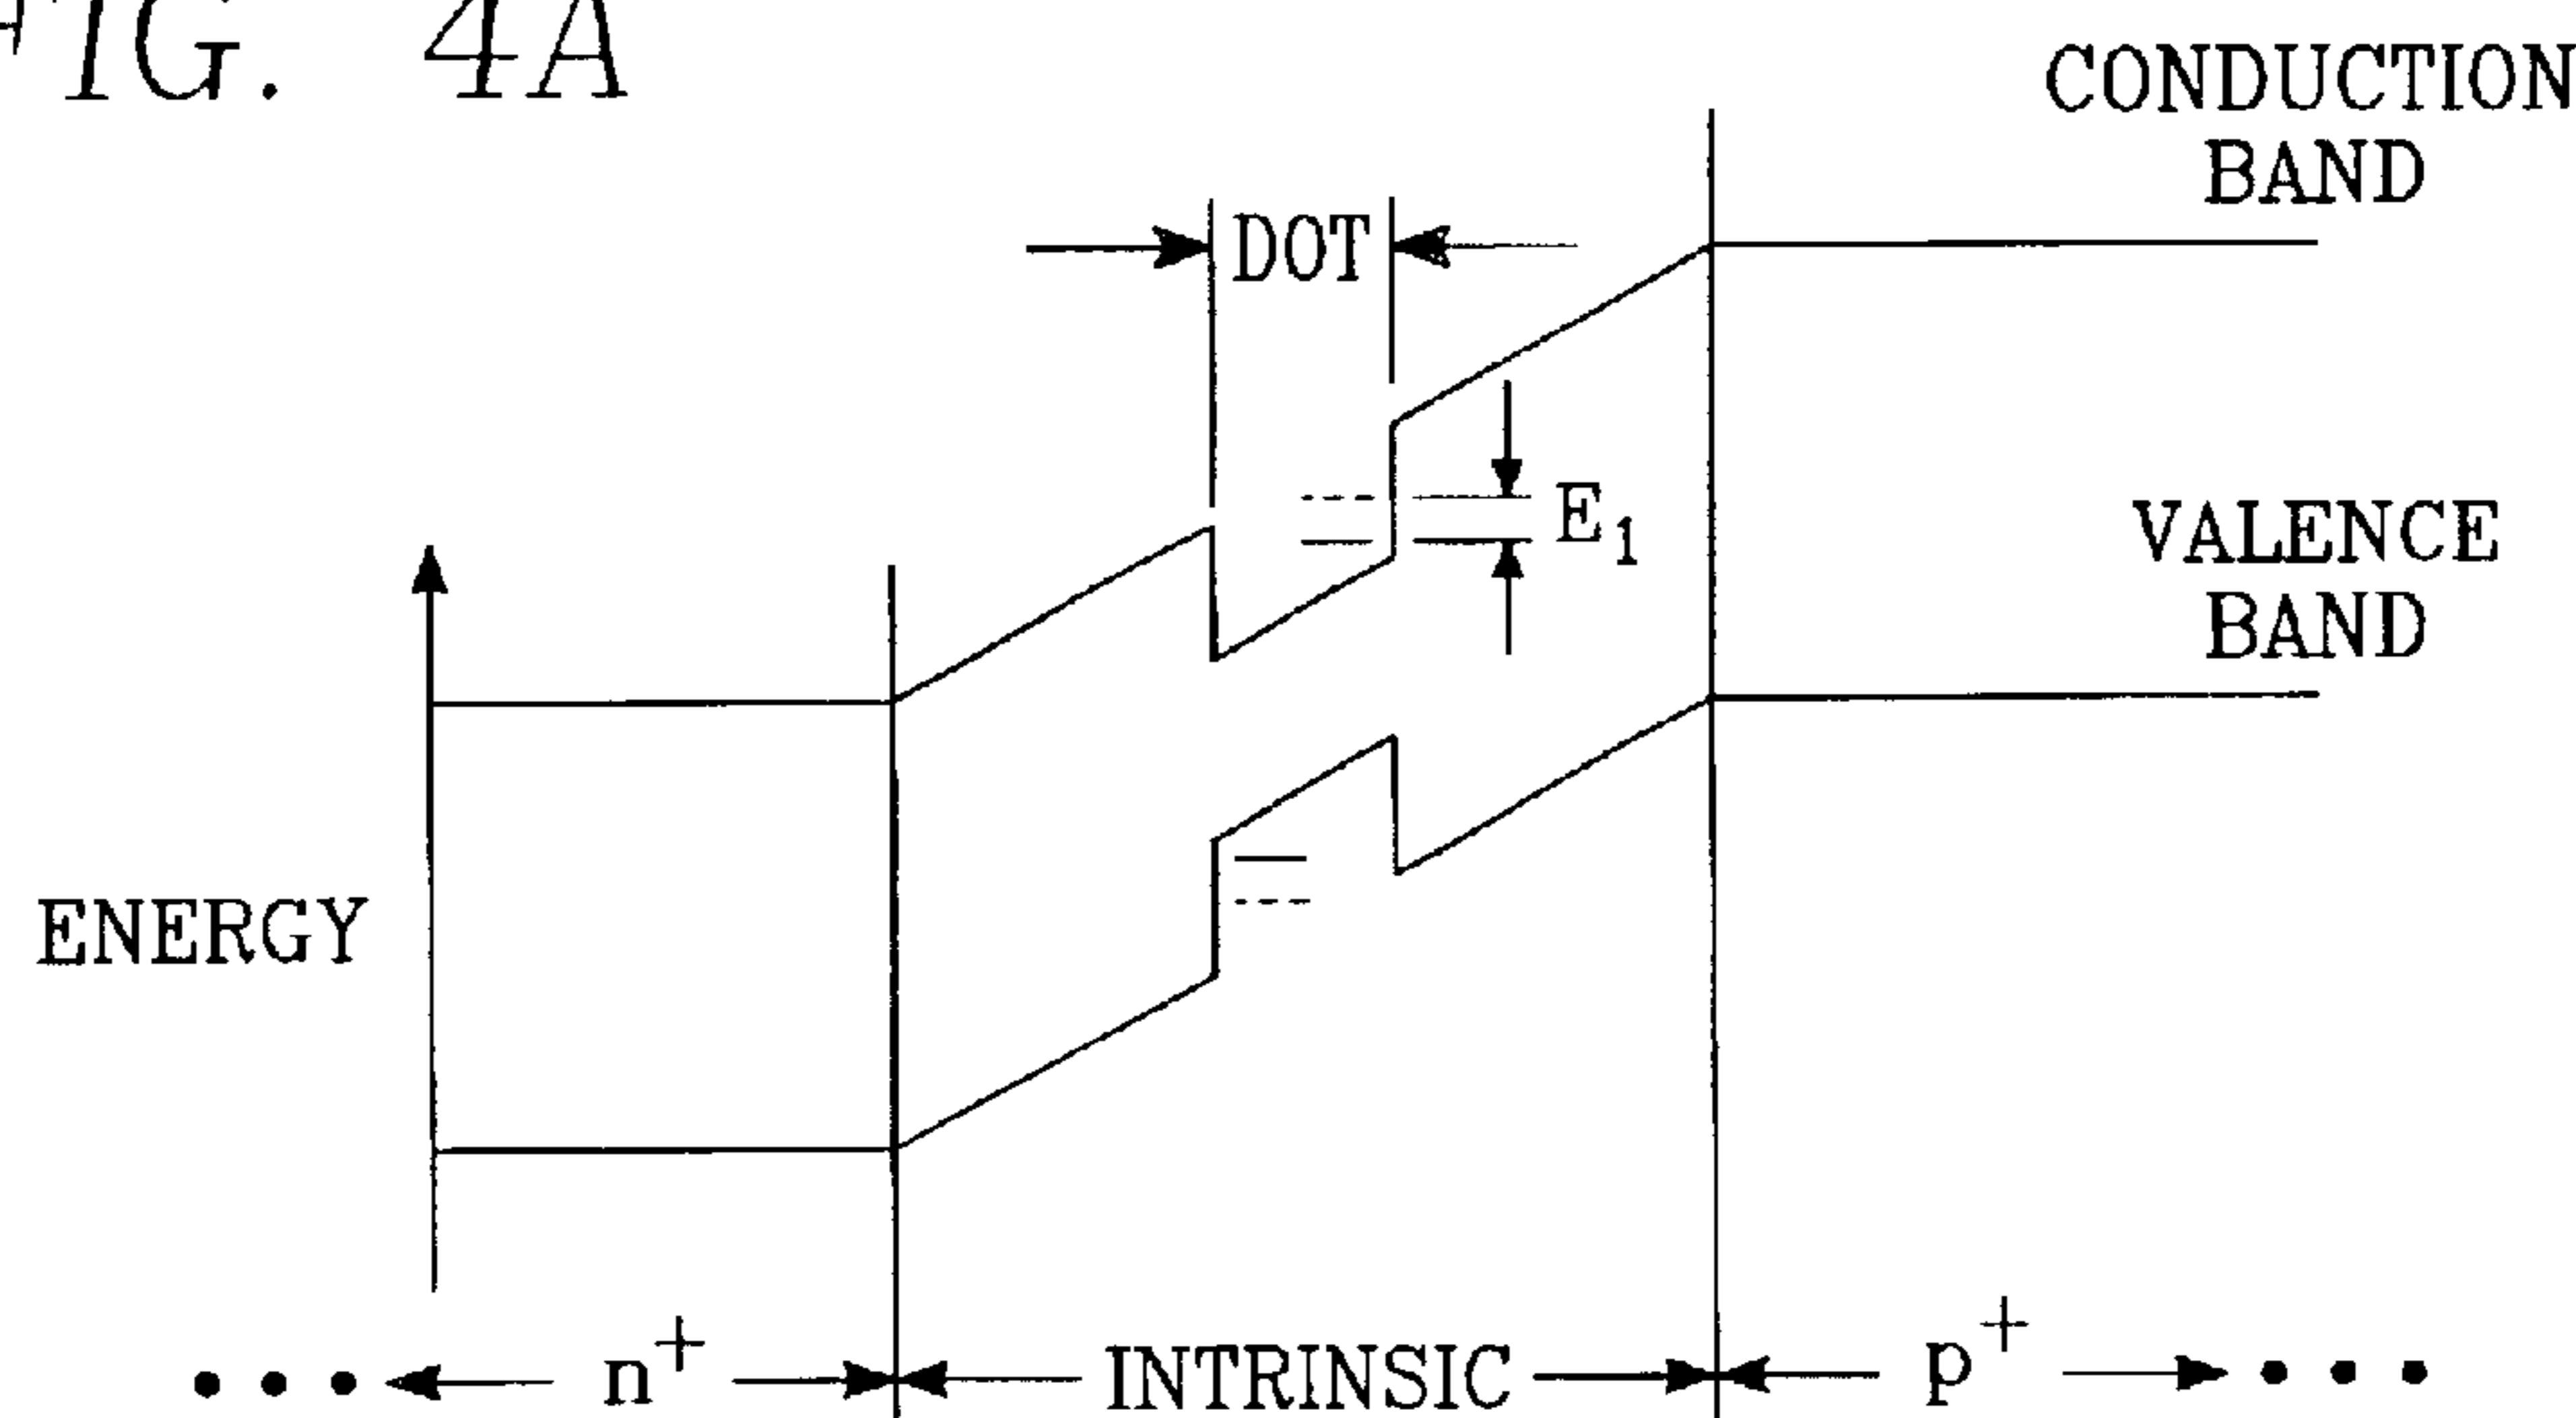 FIG. 4A
CONDUCTION
BAND
DOT
E₁
VALENCE
BAND
ENERGY
n⁺
INTRINSIC
p⁺